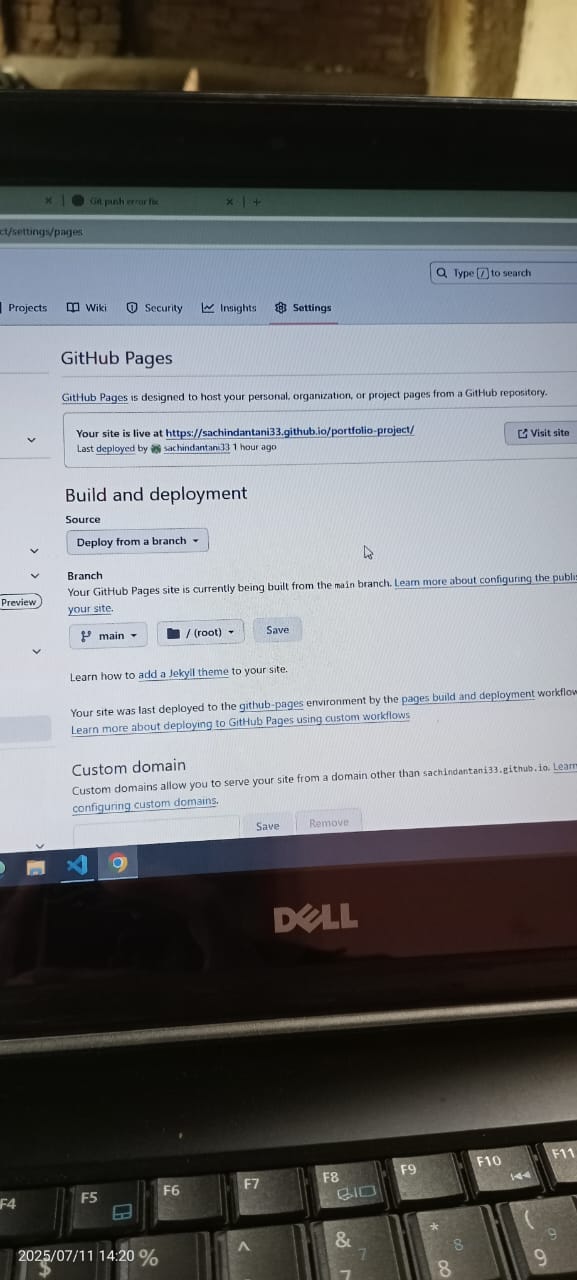 Git push error fix
ct/settings/pages
Type / to search
Projects Wiki Security Insights Settings
GitHub Pages
GitHub Pages is designed to host your personal, organization, or project pages from a GitHub repository.
Your site is live at https://sachindantani33.github.io/portfolio-project/
Visit site
Last deployed by sachindantani33 1 hour ago
Build and deployment
Source
Deploy from a branch
Branch
Your GitHub Pages site is currently being built from the main branch. Learn more about configuring the publis
your site.
Preview
main / (root) Save
Learn how to add a Jekyll theme to your site.
Your site was last deployed to the github-pages environment by the pages build and deployment workflow
Learn more about deploying to GitHub Pages using custom workflows
Custom domain
Custom domains allow you to serve your site from a domain other than sachindantani33.github.io. Learn
configuring custom domains.
Save Remove
DELL
F4 F5 F6 F7 F8 F9 F10 F11
2025/07/11 14:20
$ % ^ & 7 7 * 8 8 ( 9 9